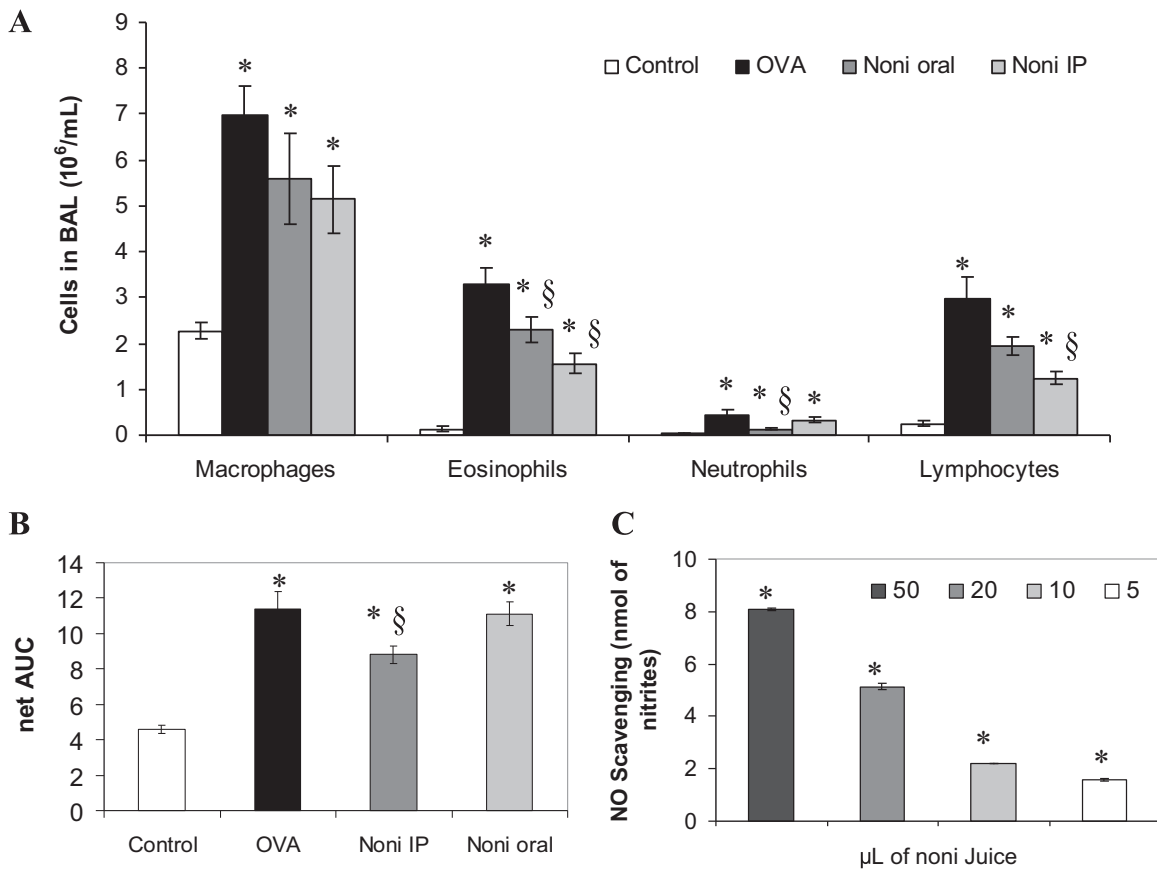 A
9
8
7
6
5
4
3
2
1
0
Cells in BAL (10⁶/mL)
Control OVA Noni oral Noni IP
* * *
* * § * §
* * § *
* * * §
Macrophages Eosinophils Neutrophils Lymphocytes
B
14
12
10
8
6
4
2
0
net AUC
* * § *
Control OVA Noni IP Noni oral
C
10
8
6
4
2
0
NO Scavenging (nmol of
nitrites)
50 20 10 5
* * * *
µL of noni Juice